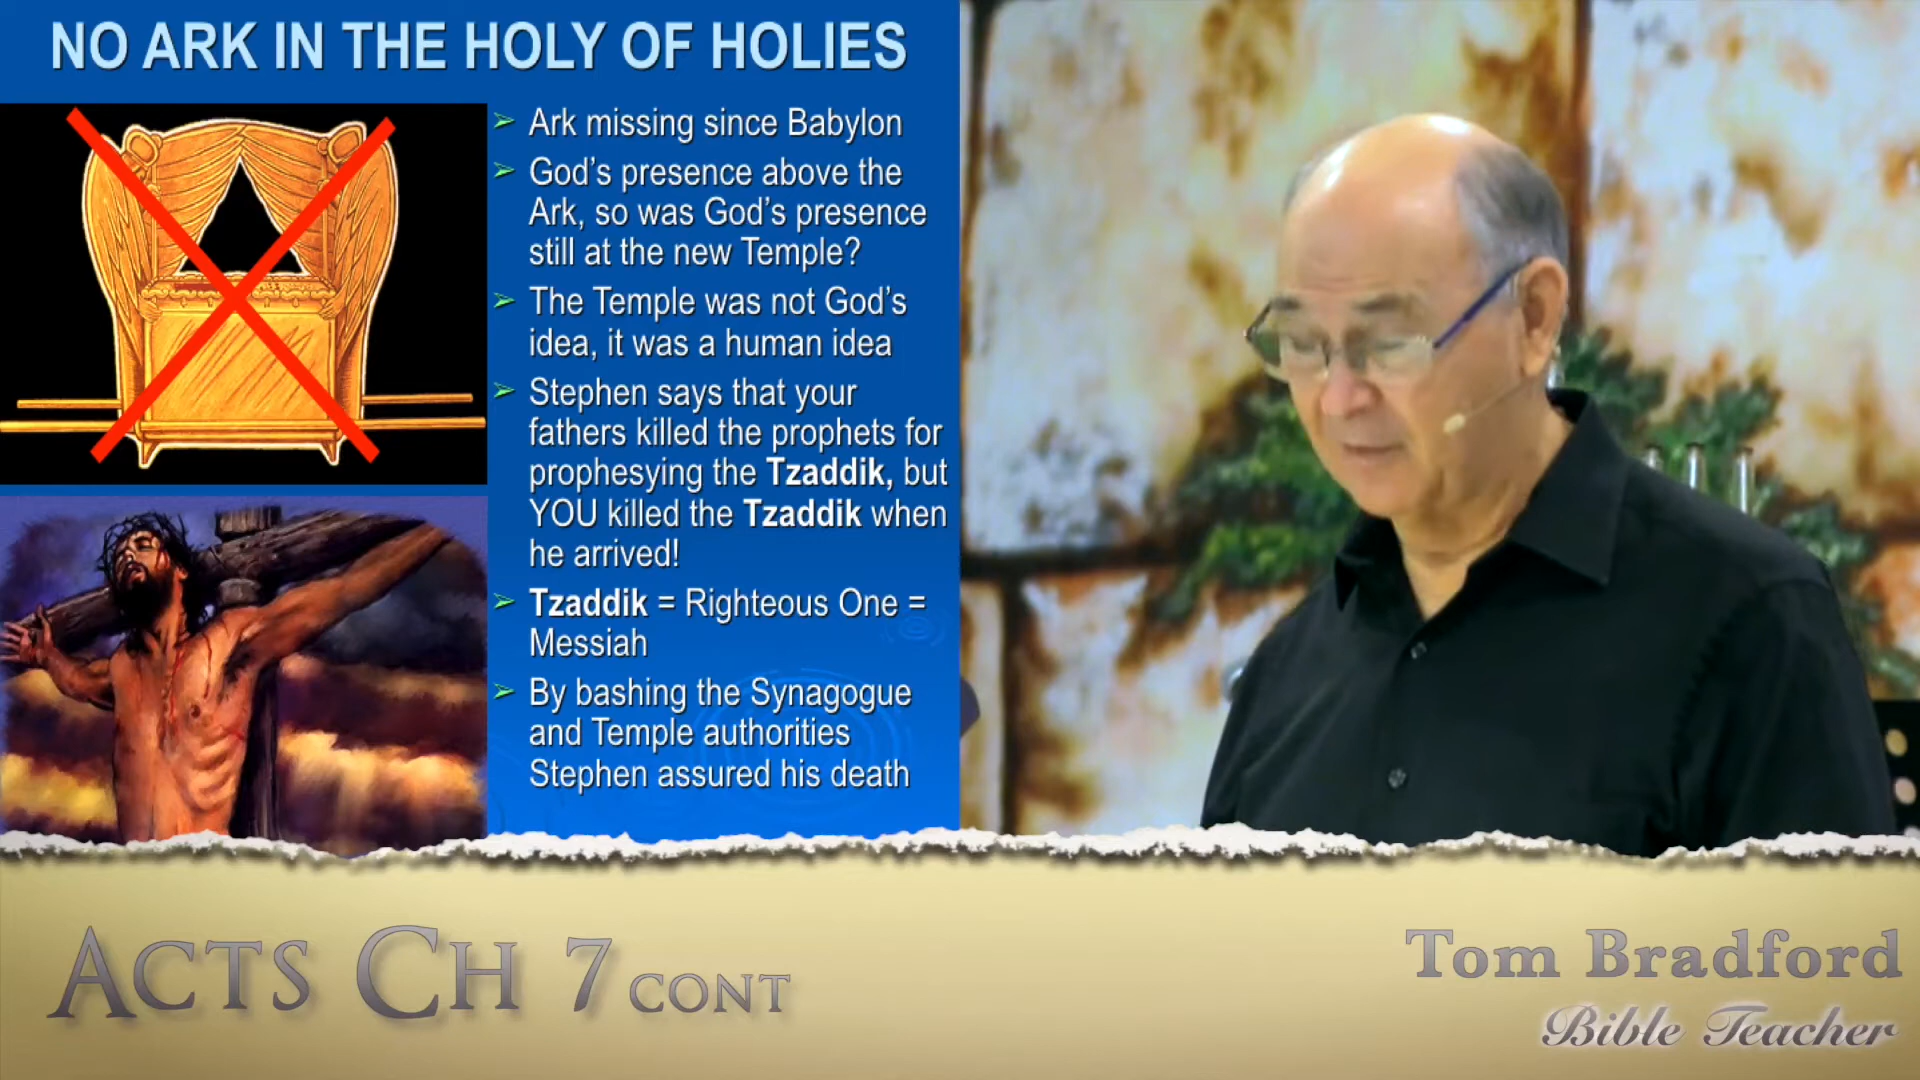 NO ARK IN THE HOLY OF HOLIES
➢ Ark missing since Babylon
➢ God's presence above the
Ark, so was God's presence
still at the new Temple?
➢ The Temple was not God's
idea, it was a human idea
➢ Stephen says that your
fathers killed the prophets for
prophesying the Tzaddik, but
YOU killed the Tzaddik when
he arrived!
➢ Tzaddik = Righteous One =
Messiah
➢ By bashing the Synagogue
and Temple authorities
Stephen assured his death
ACTS CH 7 CONT
Tom Bradford
Bible Teacher